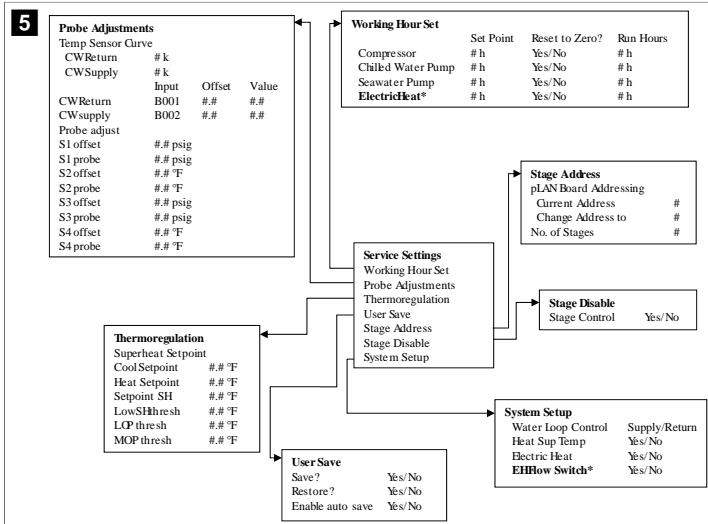 5
Probe Adjustments
Temp Sensor Curve
CWReturn # k
CWSupply # k
Input Offset Value
CWReturn B001 #.# #.#
CWsupply B002 #.# #.#
Probe adjust
S1 offset #.# psig
S1 probe #.# psig
S2 offset #.# °F
S2 probe #.# °F
S3 offset #.# psig
S3 probe #.# psig
S4 offset #.# °F
S4 probe #.# °F
Working Hour Set
Set Point Reset to Zero? Run Hours
Compressor # h Yes/No # h
Chilled Water Pump # h Yes/No # h
Seawater Pump # h Yes/No # h
ElectricHeat* # h Yes/No # h
Stage Address
pLAN Board Addressing
Current Address #
Change Address to #
No. of Stages #
Service Settings
Working Hour Set
Probe Adjustments
Thermoregulation
User Save
Stage Address
Stage Disable
System Setup
Stage Disable
Stage Control Yes/No
Thermoregulation
Superheat Setpoint
Cool Setpoint #.# °F
Heat Setpoint #.# °F
Setpoint SH #.# °F
LowSHthresh #.# °F
LOP thresh #.# °F
MOP thresh #.# °F
System Setup
Water Loop Control Supply/Return
Heat Sup Temp Yes/No
Electric Heat Yes/No
EHFlow Switch* Yes/No
User Save
Save? Yes/No
Restore? Yes/No
Enable auto save Yes/No